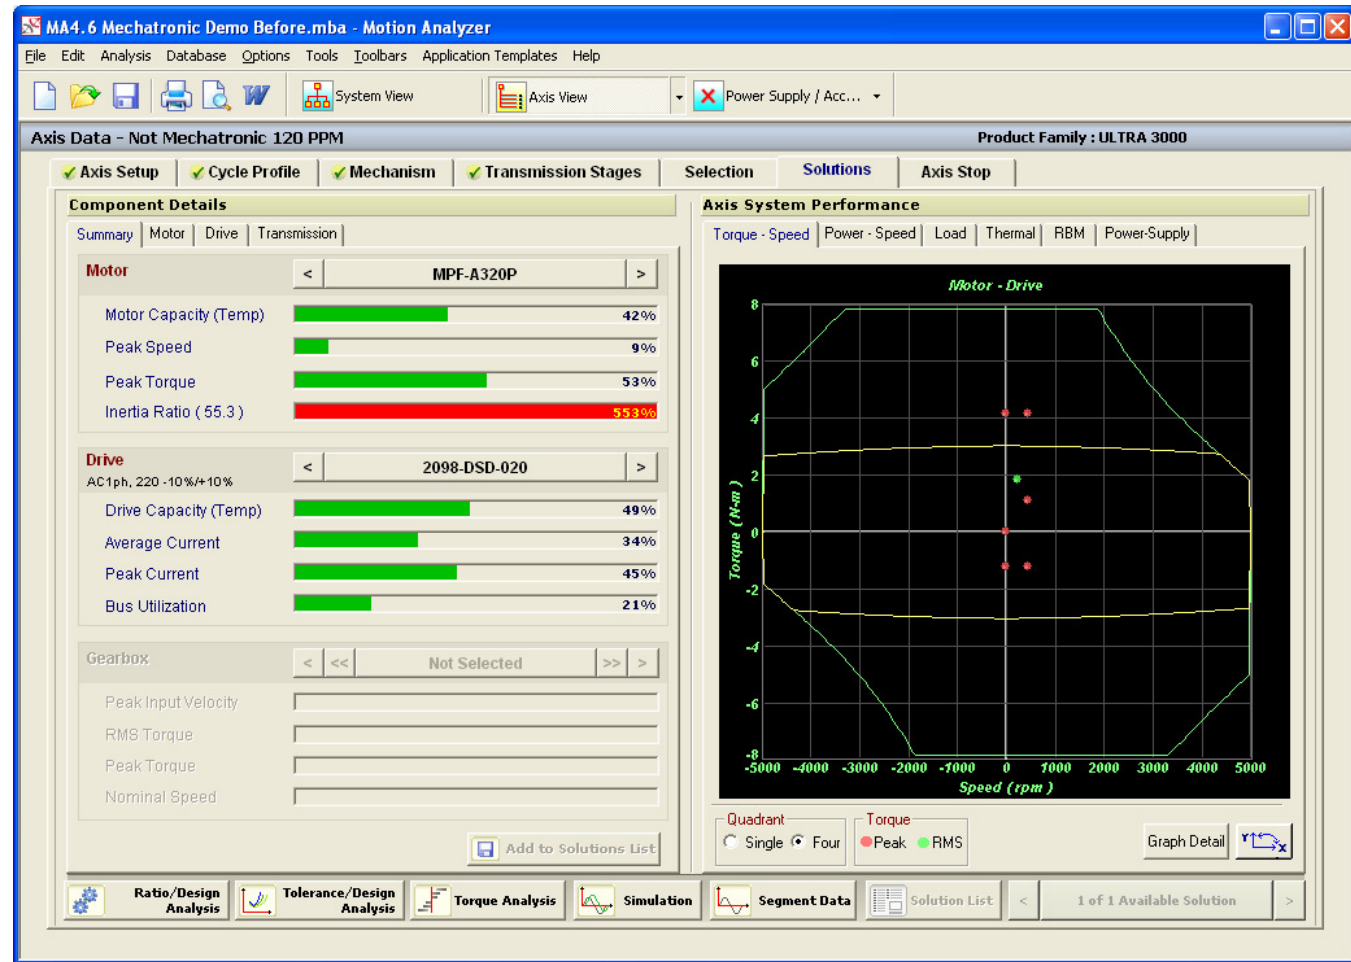 MA4.6 Mechatronic Demo Before.mba - Motion Analyzer
File Edit Analysis Database Options Tools Toolbars Application Templates Help
System View Axis View Power Supply / Acc...
Axis Data - Not Mechatronic 120 PPM Product Family : ULTRA 3000
Axis Setup Cycle Profile Mechanism Transmission Stages Selection Solutions Axis Stop
Component Details
Summary Motor Drive Transmission
Motor < MPF-A320P >
Motor Capacity (Temp) 42%
Peak Speed 9%
Peak Torque 53%
Inertia Ratio ( 55.3 ) 553%
Drive < 2098-DSD-020 >
AC1ph, 220 -10%/+10%
Drive Capacity (Temp) 49%
Average Current 34%
Peak Current 45%
Bus Utilization 21%
Gearbox < << Not Selected >> >
Peak Input Velocity
RMS Torque
Peak Torque
Nominal Speed
Add to Solutions List
Axis System Performance
Torque - Speed Power - Speed Load Thermal RBM Power-Supply
Motor - Drive
8
6
4
2
0
-2
-4
-6
-8
Torque ( N-m )
-5000 -4000 -3000 -2000 -1000 0 1000 2000 3000 4000 5000
Speed ( rpm )
Quadrant Torque
Single Four Peak RMS Graph Detail Y X
Ratio/Design Analysis Tolerance/Design Analysis Torque Analysis Simulation Segment Data Solution List < 1 of 1 Available Solution >